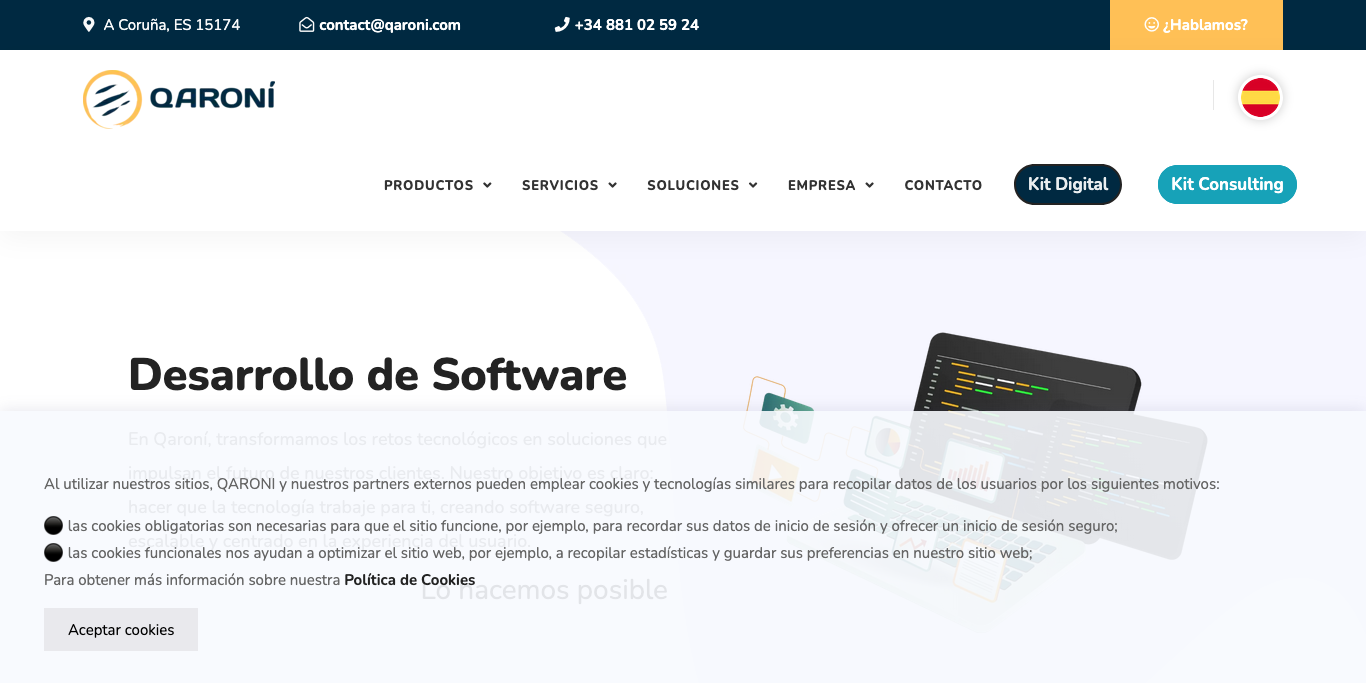 A Coruña, ES 15174
contact@qaroni.com
+34 881 02 59 24
¿Hablamos?
QARONÍ
PRODUCTOS
SERVICIOS
SOLUCIONES
EMPRESA
CONTACTO
Kit Digital
Kit Consulting
Desarrollo de Software
En Qaroní, transformamos los retos tecnológicos en soluciones que
impulsan el futuro de nuestros clientes. Nuestro objetivo es claro:
hacer que la tecnología trabaje para ti, creando software seguro,
escalable y centrado en la experiencia del usuario.
Lo hacemos posible
Al utilizar nuestros sitios, QARONI y nuestros partners externos pueden emplear cookies y tecnologías similares para recopilar datos de los usuarios por los siguientes motivos:
las cookies obligatorias son necesarias para que el sitio funcione, por ejemplo, para recordar sus datos de inicio de sesión y ofrecer un inicio de sesión seguro;
las cookies funcionales nos ayudan a optimizar el sitio web, por ejemplo, a recopilar estadísticas y guardar sus preferencias en nuestro sitio web;
Para obtener más información sobre nuestra Política de Cookies
Aceptar cookies